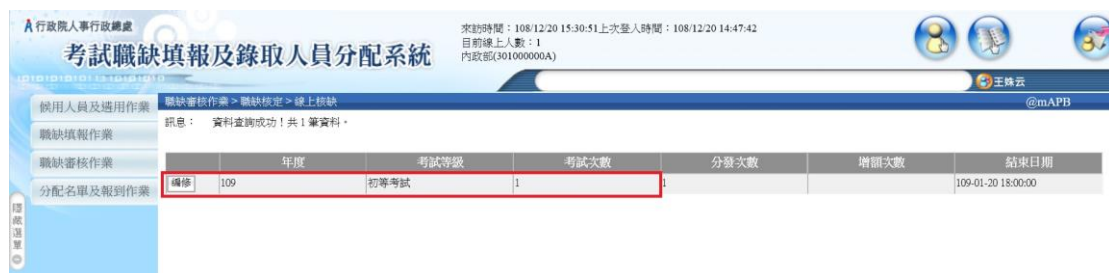 行政院人事行政總處
考試職缺填報及錄取人員分配系統
來訪時間：108/12/20 15:30:51上次登入時間：108/12/20 14:47:42
目前線上人數：1
內政部(301000000A)
王姝云
候用人員及遴用作業
職缺填報作業
職缺審核作業
分配名單及報到作業
隱藏選單
職缺審核作業 > 職缺核定 > 線上核缺
@mAPB
訊息： 資料查詢成功！共 1 筆資料。
年度 考試等級 考試次數 分發次數 增額次數 結束日期
編修 109 初等考試 1 1 109-01-20 18:00:00